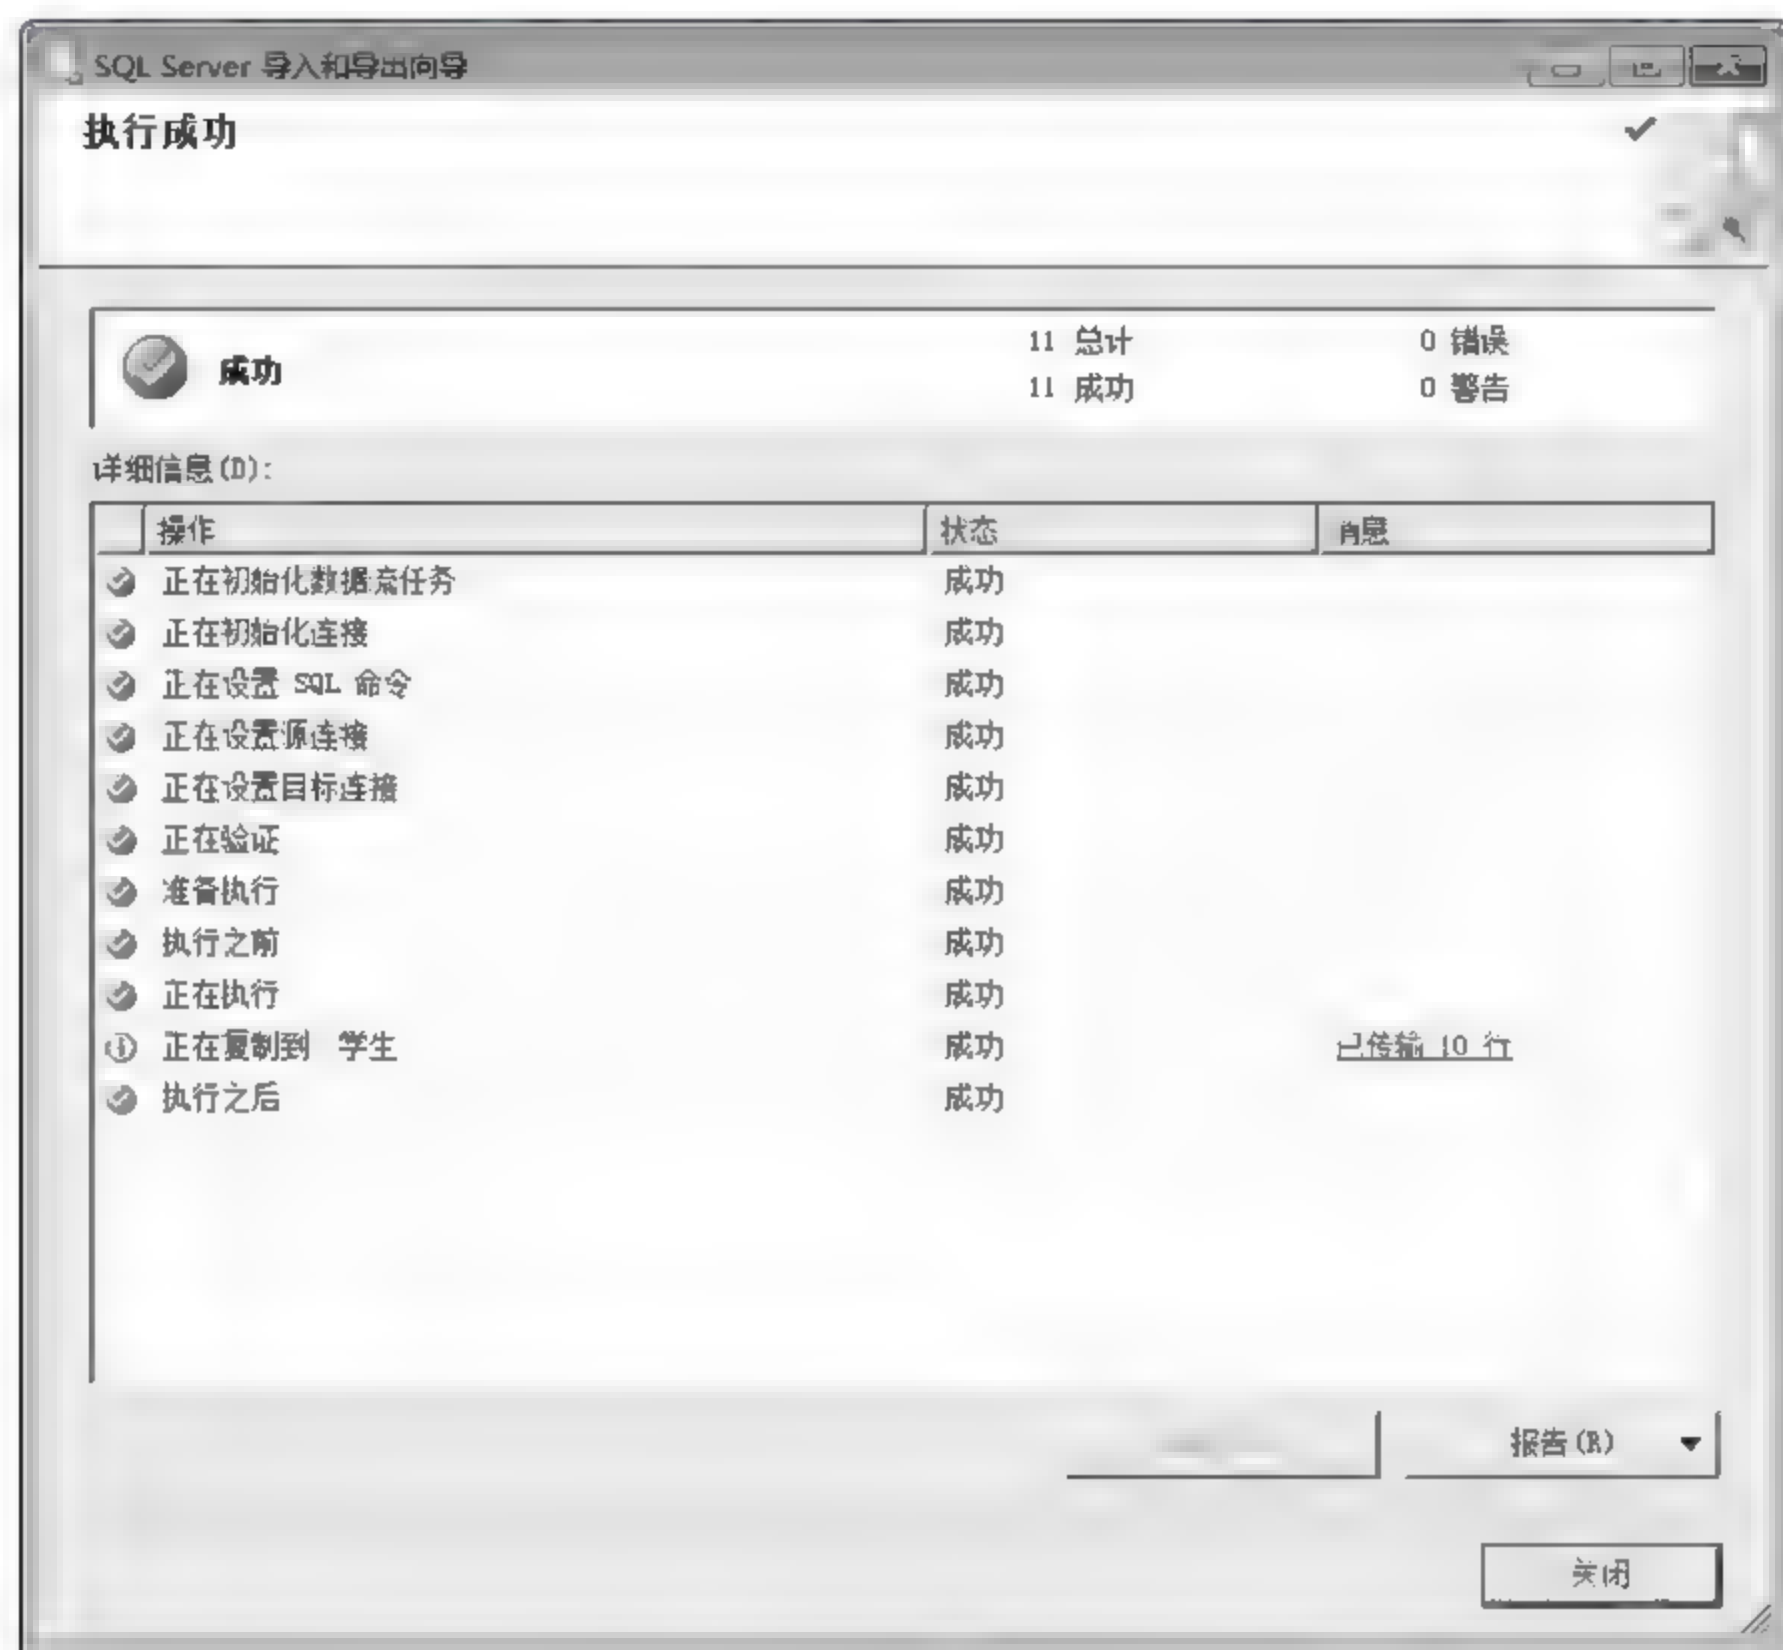 SQL Server 导入和导出向导
执行成功
成功
11 总计
0 错误
11 成功
0 警告
详细信息(D):
操作 状态 消息
正在初始化数据流任务 成功
正在初始化连接 成功
正在设置 SQL 命令 成功
正在设置源连接 成功
正在设置目标连接 成功
正在验证 成功
准备执行 成功
执行之前 成功
正在执行 成功
正在复制到 学生 成功 已传输 10 行
执行之后 成功
报告(R)
关闭